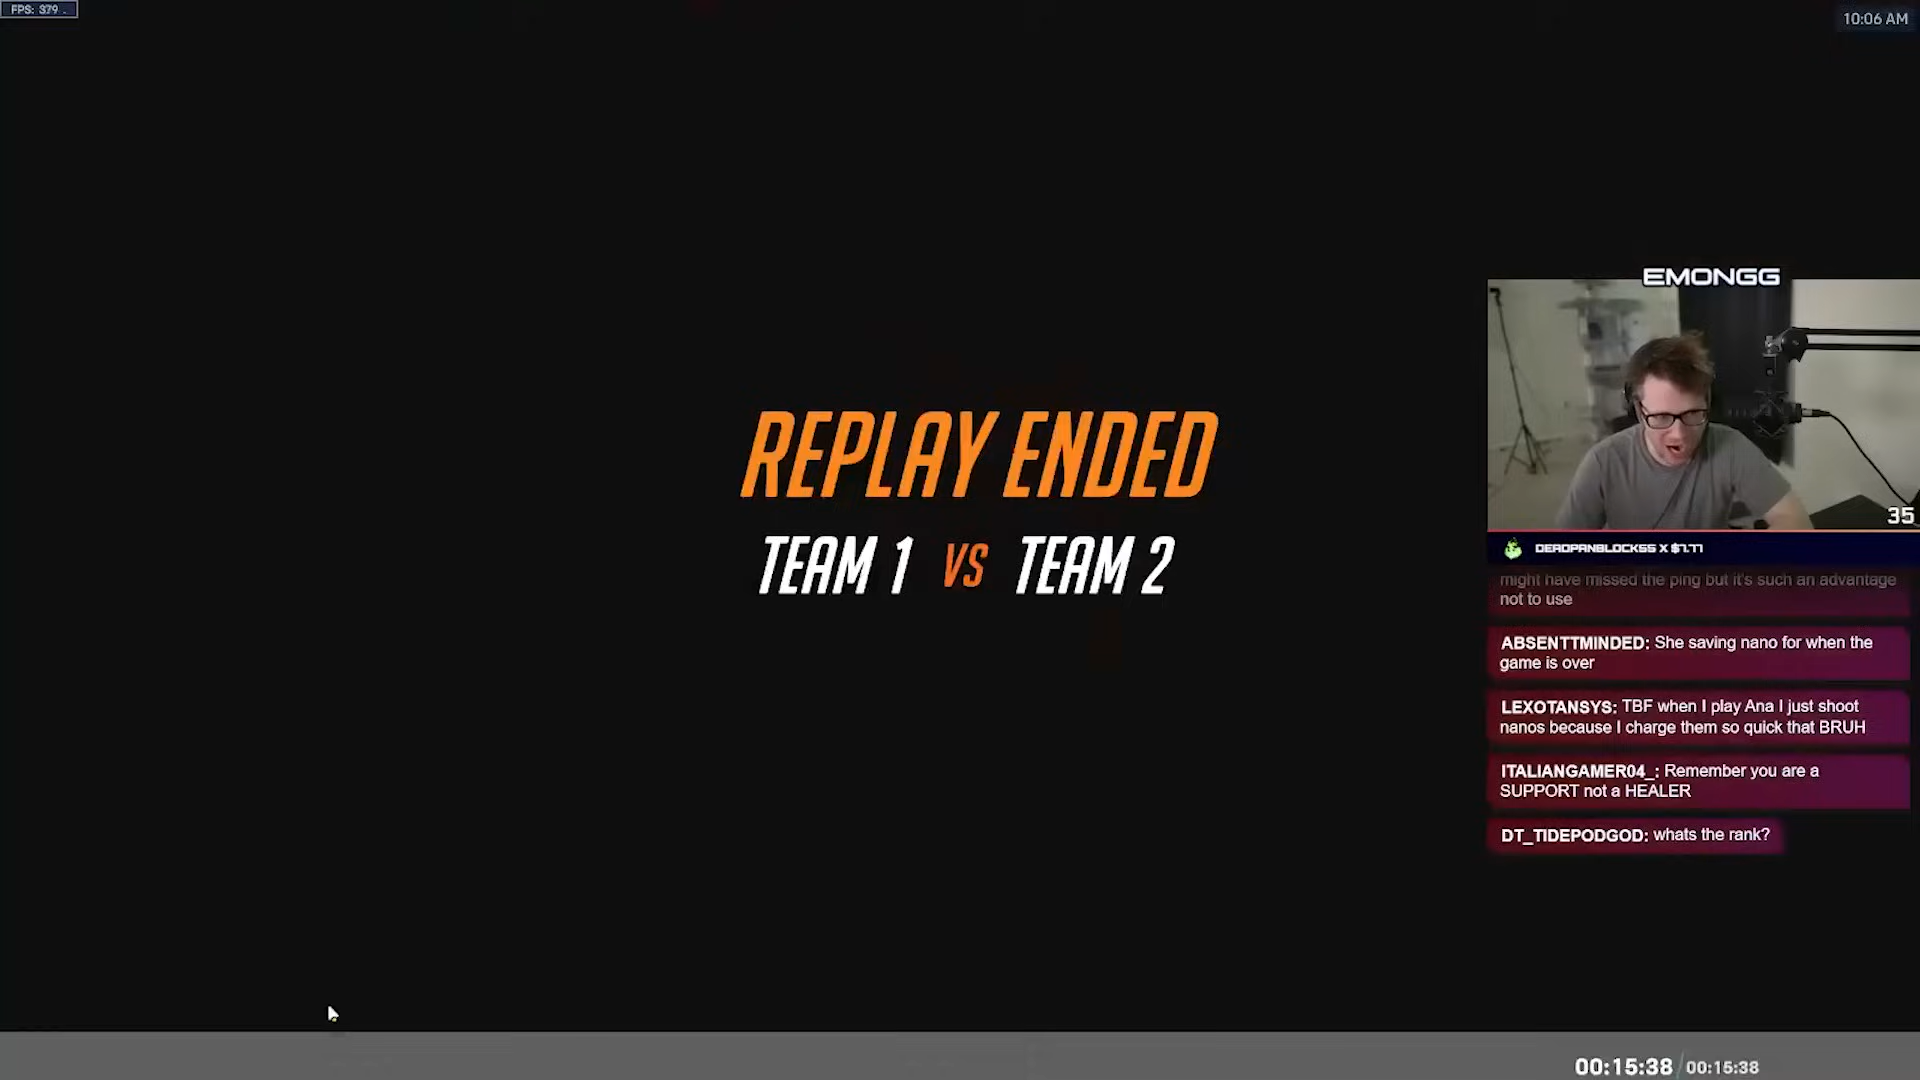 FPS: 379
10:06 AM
EMONGG
REPLAY ENDED
TEAM 1 VS TEAM 2
35
DEADPANBLOCKSS X $7.77
might have missed the ping but it's such an advantage
not to use
ABSENTTMINDED: She saving nano for when the
game is over
LEXOTANSYS: TBF when I play Ana I just shoot
nanos because I charge them so quick that BRUH
ITALIANGAMER04_: Remember you are a
SUPPORT not a HEALER
DT_TIDEPODGOD: whats the rank?
00:15:38 / 00:15:38